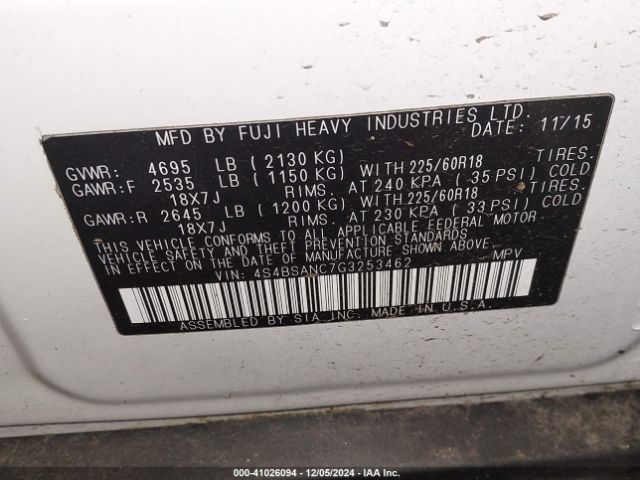 MFD BY FUJI HEAVY INDUSTRIES LTD.
DATE: 11/15
GVWR: 4695 LB (2130 KG)
GAWR:F 2535 LB (1150 KG) WITH 225/60R18 TIRES.
18X7J RIMS. AT 240 KPA (35 PSI) COLD
GAWR:R 2645 LB (1200 KG) WITH 225/60R18 TIRES.
18X7J RIMS. AT 230 KPA (33 PSI) COLD
THIS VEHICLE CONFORMS TO ALL APPLICABLE FEDERAL MOTOR
VEHICLE SAFETY AND THEFT PREVENTION STANDARDS
IN EFFECT ON THE DATE OF MANUFACTURE SHOWN ABOVE.
VIN: 4S4BSANC7G3253462 MPV
ASSEMBLED BY SIA INC. MADE IN U.S.A.
000-41026094 - 12/05/2024 - IAA Inc.